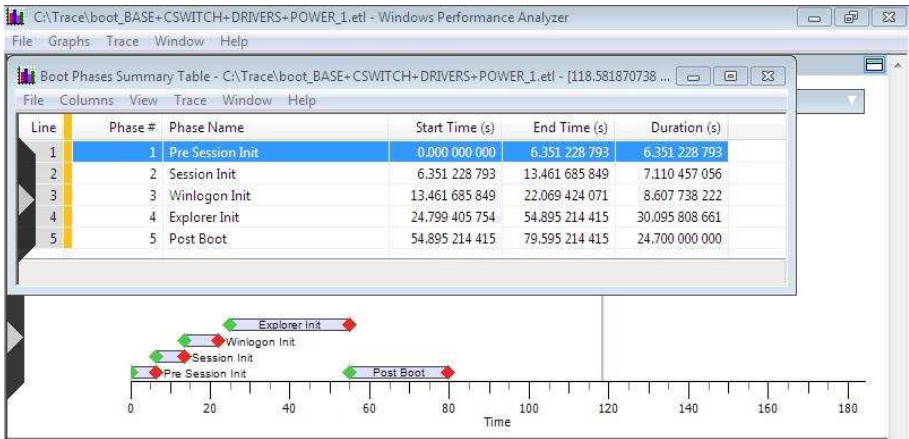 C:\Trace\boot_BASE+CSWITCH+DRIVERS+POWER_1.etl - Windows Performance Analyzer
File Graphs Trace Window Help
Boot Phases Summary Table - C:\Trace\boot_BASE+CSWITCH+DRIVERS+POWER_1.etl - [118.581870738 ...
File Columns View Trace Window Help
Line Phase # Phase Name Start Time (s) End Time (s) Duration (s)
1 1 Pre Session Init 0.000 000 000 6.351 228 793 6.351 228 793
2 2 Session Init 6.351 228 793 13.461 685 849 7.110 457 056
3 3 Winlogon Init 13.461 685 849 22.069 424 071 8.607 738 222
4 4 Explorer Init 24.799 405 754 54.895 214 415 30.095 808 661
5 5 Post Boot 54.895 214 415 79.595 214 415 24.700 000 000
Explorer Init
Winlogon Init
Session Init
Pre Session Init Post Boot
0 20 40 60 80 100 120 140 160 180
Time